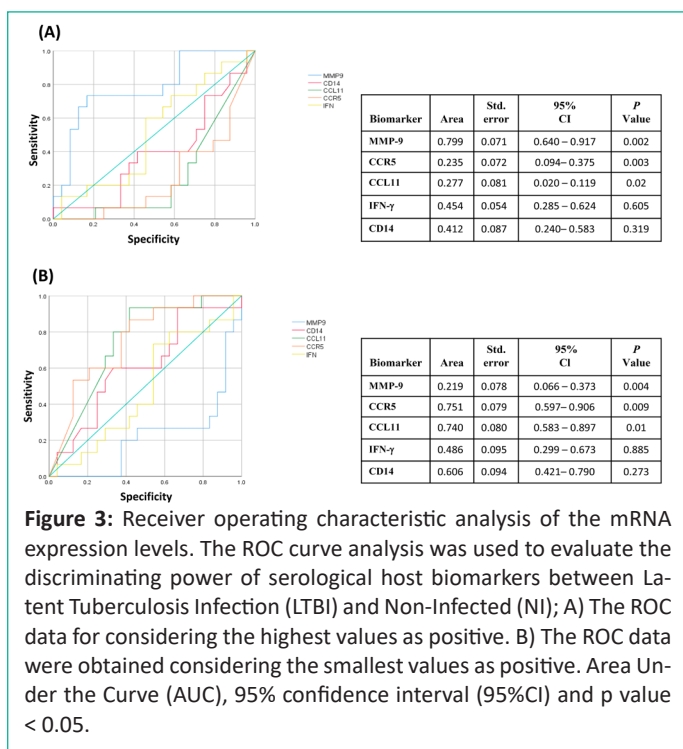 (A)
1.0
0.8
0.6
0.4
0.2
0.0
0.0 0.2 0.4 0.6 0.8 1.0
Sensitivity
Specificity
MMP9
CD14
CCL11
CCR5
IFN
Biomarker Area Std. error 95% CI P Value
MMP-9 0.799 0.071 0.640 – 0.917 0.002
CCR5 0.235 0.072 0.094– 0.375 0.003
CCL11 0.277 0.081 0.020 – 0.119 0.02
IFN-γ 0.454 0.054 0.285 – 0.624 0.605
CD14 0.412 0.087 0.240– 0.583 0.319
(B)
1.0
0.8
0.6
0.4
0.2
0.0
0.0 0.2 0.4 0.6 0.8 1.0
Sensitivity
Specificity
MMP9
CD14
CCL11
CCR5
IFN
Biomarker Area Std. error 95% CI P Value
MMP-9 0.219 0.078 0.066 – 0.373 0.004
CCR5 0.751 0.079 0.597– 0.906 0.009
CCL11 0.740 0.080 0.583 – 0.897 0.01
IFN-γ 0.486 0.095 0.299 – 0.673 0.885
CD14 0.606 0.094 0.421– 0.790 0.273
Figure 3: Receiver operating characteristic analysis of the mRNA
expression levels. The ROC curve analysis was used to evaluate the
discriminating power of serological host biomarkers between La-
tent Tuberculosis Infection (LTBI) and Non-Infected (NI); A) The ROC
data for considering the highest values as positive. B) The ROC data
were obtained considering the smallest values as positive. Area Un-
der the Curve (AUC), 95% confidence interval (95%CI) and p value
< 0.05.